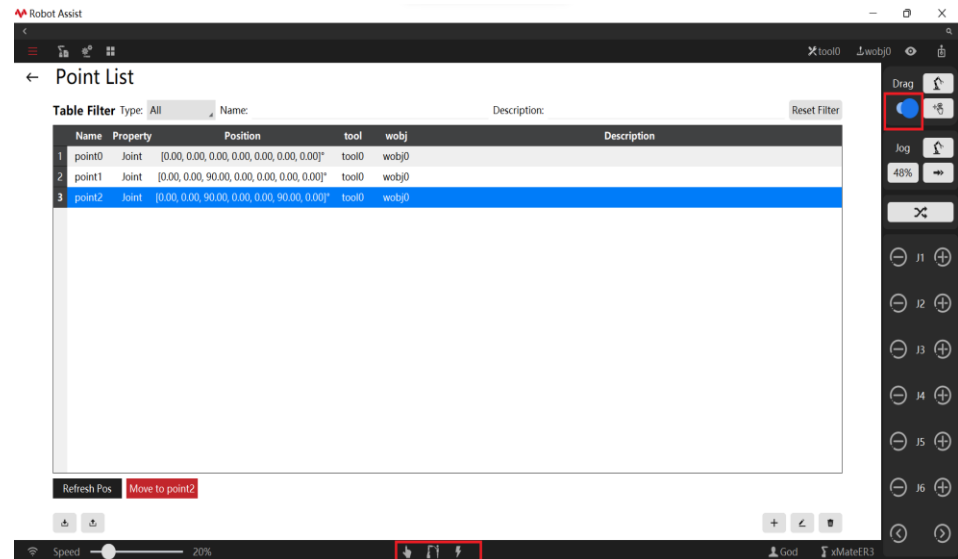 Robot Assist
tool0 wobj0
Point List
Table Filter Type: All Name: Description: Reset Filter
Name Property Position tool wobj Description
1 point0 Joint [0.00, 0.00, 0.00, 0.00, 0.00, 0.00, 0.00]° tool0 wobj0
2 point1 Joint [0.00, 0.00, 90.00, 0.00, 0.00, 0.00, 0.00]° tool0 wobj0
3 point2 Joint [0.00, 0.00, 90.00, 0.00, 0.00, 90.00, 0.00]° tool0 wobj0
Refresh Pos Move to point2
Speed 20% God xMateER3
Drag
Jog
48%
J1
J2
J3
J4
J5
J6